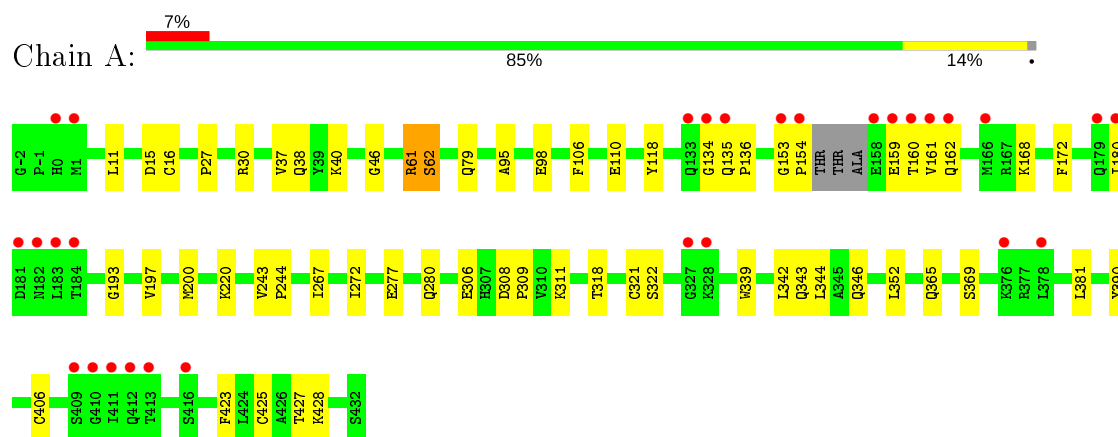 7%
Chain A:
85% 14% •
G-2 P-1 H0 M1 L11 D15 C16 P27 R30 V37 Q38 Y39 K40 G46 R61 S62 Q79 A95 E98 F106 E110 Y118 Q133 G134 Q135 P136 G153 P154 THR THR ALA E158 E159 T160 V161 Q162 M166 R167 K168 F172 Q179 I180
D181 N182 L183 T184 G193 V197 M200 K220 V243 P244 I267 I272 E277 Q280 E306 H307 D308 P309 V310 K311 T318 C321 S322 G327 K328 W339 L342 Q343 L344 A345 Q346 L352 Q365 S369 K376 R377 L378 L381
C406 S409 G410 I411 Q412 T413 S416 F423 L424 C425 A426 T427 K428 S432